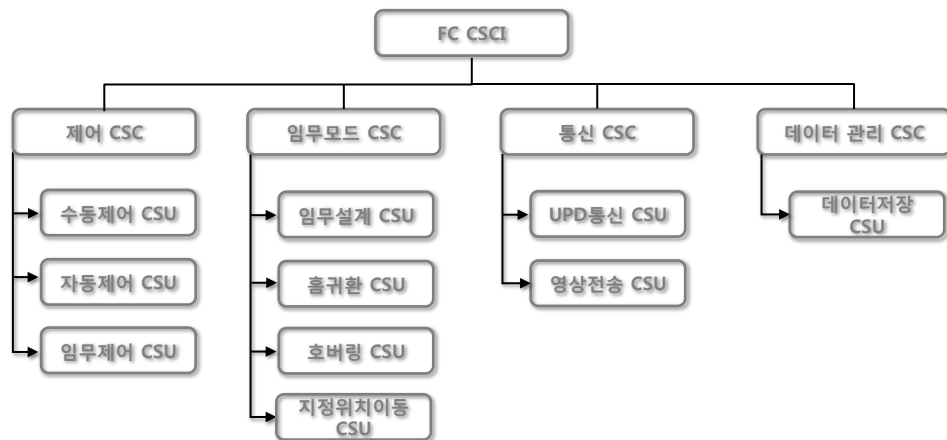 FC CSCI
제어 CSC
임무모드 CSC
통신 CSC
데이터 관리 CSC
수동제어 CSU
자동제어 CSU
임무제어 CSU
임무설계 CSU
홈귀환 CSU
호버링 CSU
지정위치이동
CSU
UPD통신 CSU
영상전송 CSU
데이터저장
CSU